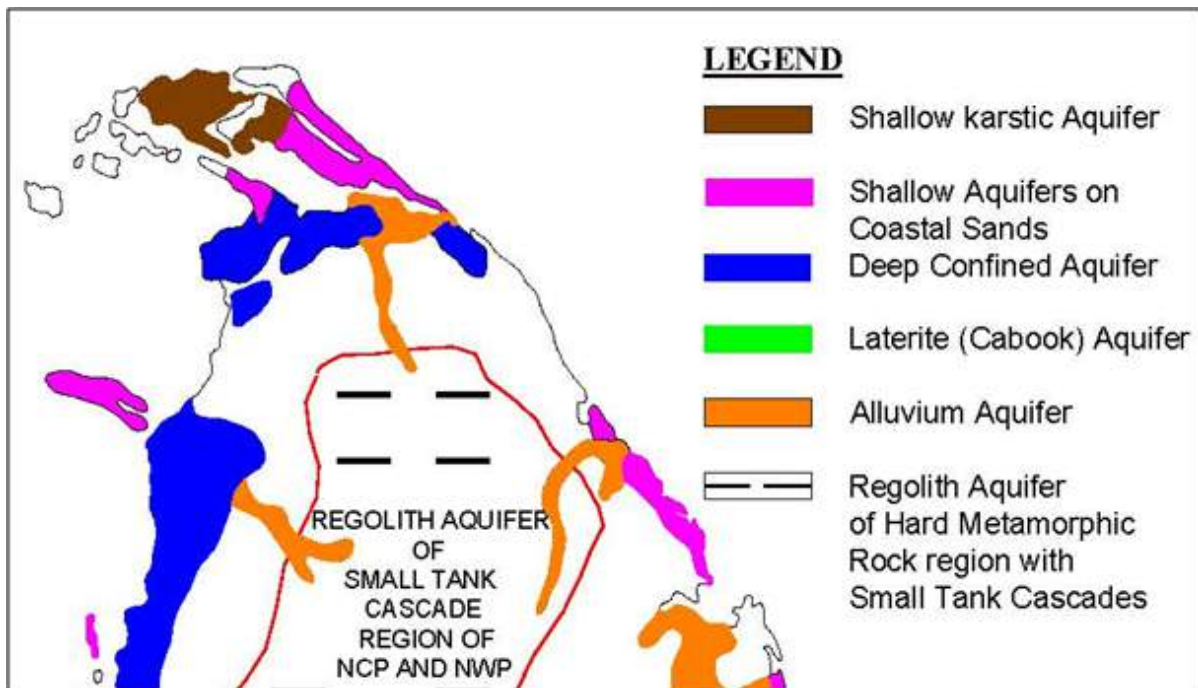 LEGEND
Shallow karstic Aquifer
Shallow Aquifers on
Coastal Sands
Deep Confined Aquifer
Laterite (Cabook) Aquifer
Alluvium Aquifer
Regolith Aquifer
of Hard Metamorphic
Rock region with
Small Tank Cascades
REGOLITH AQUIFER
OF
SMALL TANK
CASCADE
REGION OF
NCP AND NWP